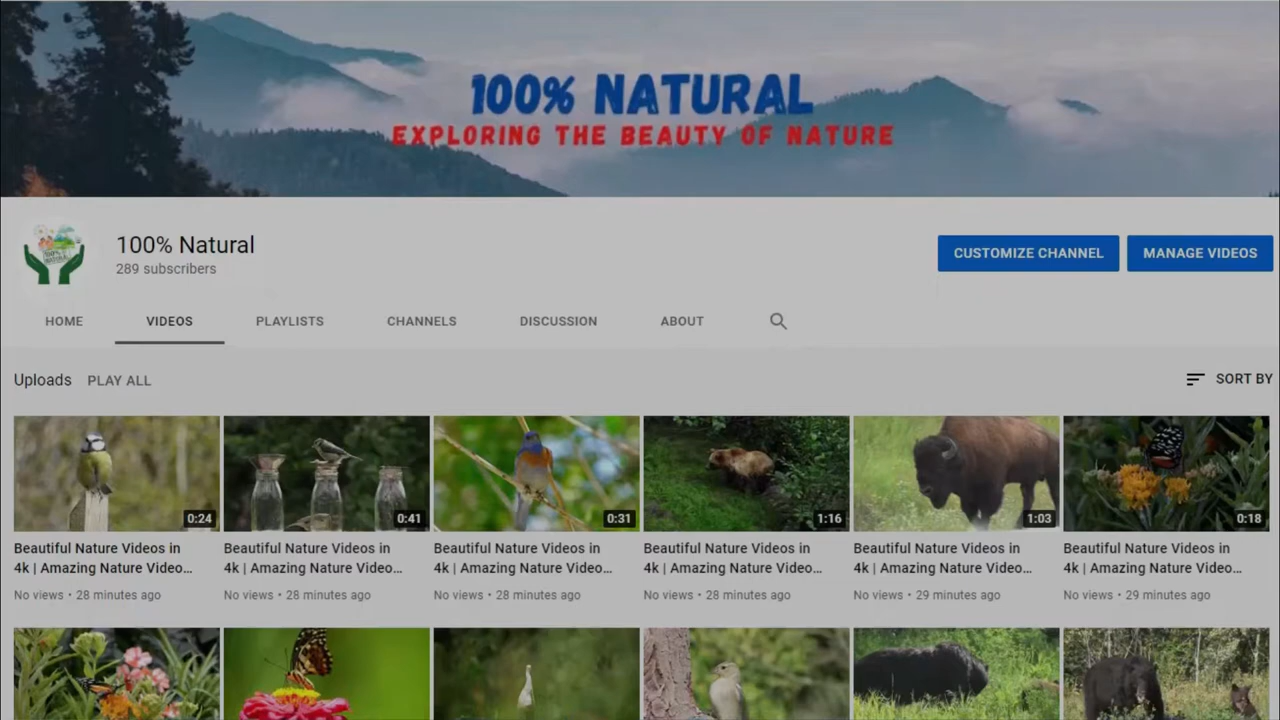 100% NATURAL
EXPLORING THE BEAUTY OF NATURE
100% Natural
289 subscribers
CUSTOMIZE CHANNEL
MANAGE VIDEOS
HOME
VIDEOS
PLAYLISTS
CHANNELS
DISCUSSION
ABOUT
Uploads
PLAY ALL
SORT BY
0:24
0:41
0:31
1:16
1:03
0:18
Beautiful Nature Videos in
4k | Amazing Nature Video...
No views • 28 minutes ago
Beautiful Nature Videos in
4k | Amazing Nature Video...
No views • 28 minutes ago
Beautiful Nature Videos in
4k | Amazing Nature Video...
No views • 28 minutes ago
Beautiful Nature Videos in
4k | Amazing Nature Video...
No views • 28 minutes ago
Beautiful Nature Videos in
4k | Amazing Nature Video...
No views • 29 minutes ago
Beautiful Nature Videos in
4k | Amazing Nature Video...
No views • 29 minutes ago